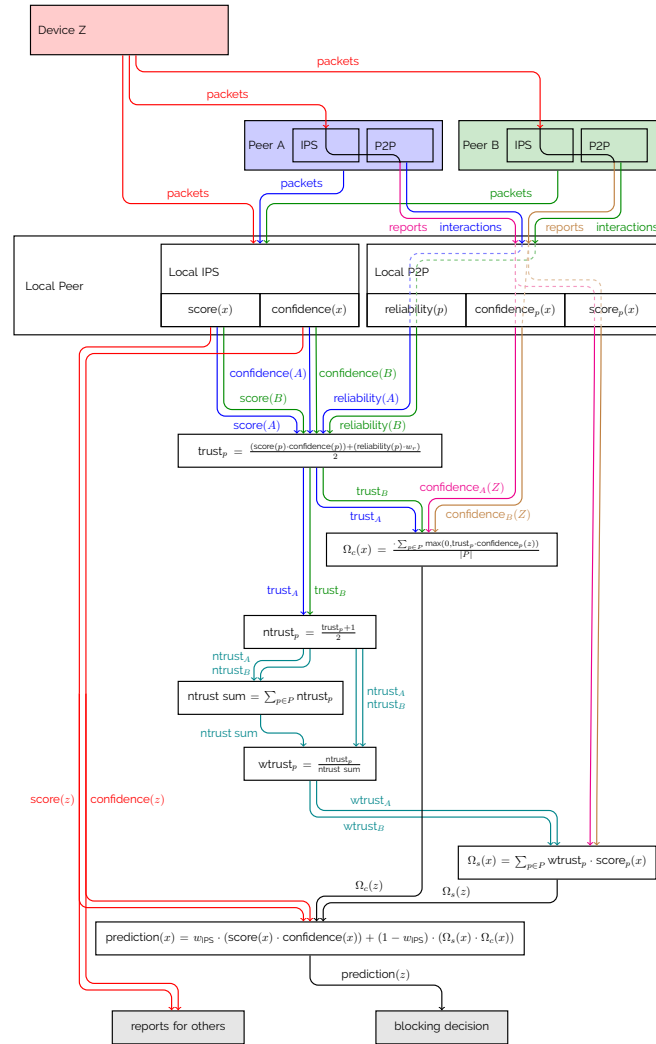 Device Z
packets
packets
Peer A
IPS
P2P
Peer B
IPS
P2P
packets
packets
packets
reports
interactions
reports
interactions
Local Peer
Local IPS
Local P2P
score(x)
confidence(x)
reliability(p)
confidence_p(x)
score_p(x)
confidence(A)
confidence(B)
score(B)
reliability(A)
score(A)
reliability(B)
trust_p = (score(p)·confidence(p))+(reliability(p)·w_r) / 2
trust_B
confidence_A(Z)
trust_A
confidence_B(Z)
Ω_c(x) = ·∑_{p∈P} max(0,trust_p·confidence_p(z)) / |P|
trust_A
trust_B
ntrust_p = trust_p+1 / 2
ntrust_A
ntrust_B
ntrust_A
ntrust_B
ntrust sum = ∑_{p∈P} ntrust_p
ntrust sum
wtrust_p = ntrust_p / ntrust sum
score(z)
confidence(z)
wtrust_A
wtrust_B
Ω_s(x) = ∑_{p∈P} wtrust_p · score_p(x)
Ω_c(z)
Ω_s(z)
prediction(x) = w_IPS · (score(x) · confidence(x)) + (1 − w_IPS) · (Ω_s(x) · Ω_c(x))
prediction(z)
reports for others
blocking decision